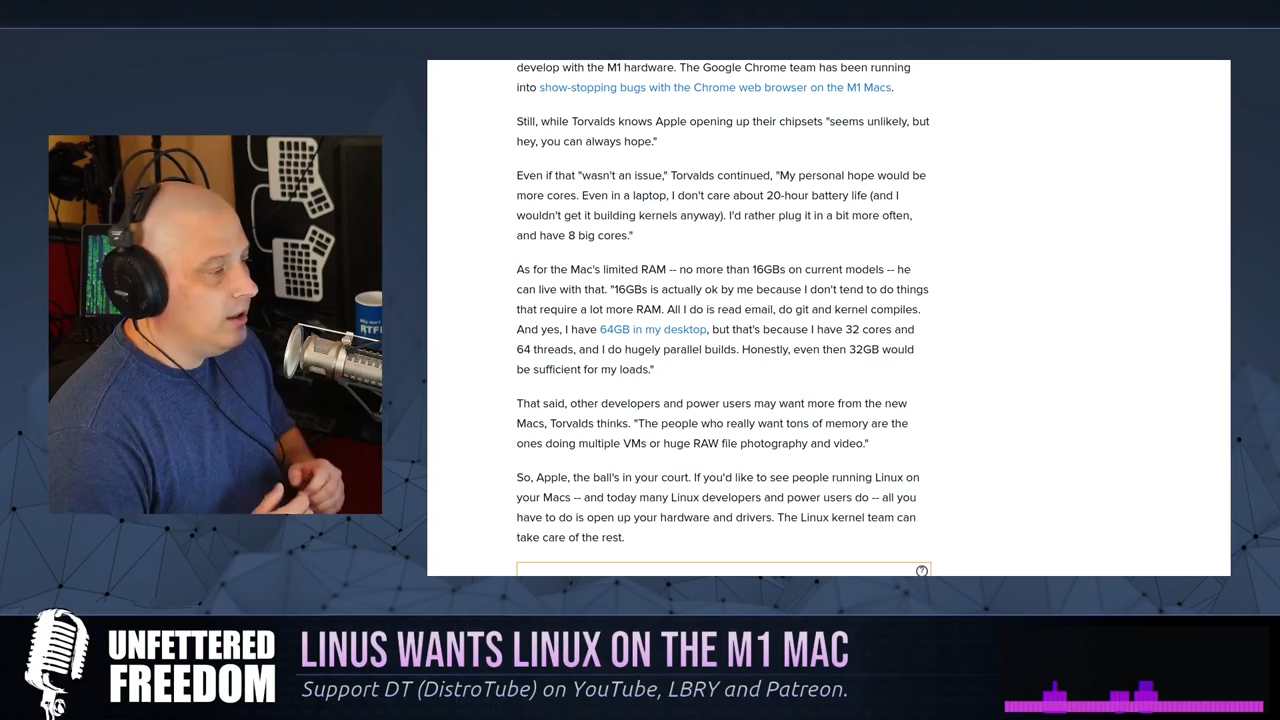 develop with the M1 hardware. The Google Chrome team has been running
into show-stopping bugs with the Chrome web browser on the M1 Macs.
Still, while Torvalds knows Apple opening up their chipsets "seems unlikely, but
hey, you can always hope."
Even if that "wasn't an issue," Torvalds continued, "My personal hope would be
more cores. Even in a laptop, I don't care about 20-hour battery life (and I
wouldn't get it building kernels anyway). I'd rather plug it in a bit more often,
and have 8 big cores."
As for the Mac's limited RAM -- no more than 16GBs on current models -- he
can live with that. "16GBs is actually ok by me because I don't tend to do things
that require a lot more RAM. All I do is read email, do git and kernel compiles.
And yes, I have 64GB in my desktop, but that's because I have 32 cores and
64 threads, and I do hugely parallel builds. Honestly, even then 32GB would
be sufficient for my loads."
That said, other developers and power users may want more from the new
Macs, Torvalds thinks. "The people who really want tons of memory are the
ones doing multiple VMs or huge RAW file photography and video."
So, Apple, the ball's in your court. If you'd like to see people running Linux on
your Macs -- and today many Linux developers and power users do -- all you
have to do is open up your hardware and drivers. The Linux kernel team can
take care of the rest.
?
RTF
UNFETTERED
FREEDOM
LINUS WANTS LINUX ON THE M1 MAC
Support DT (DistroTube) on YouTube, LBRY and Patreon.